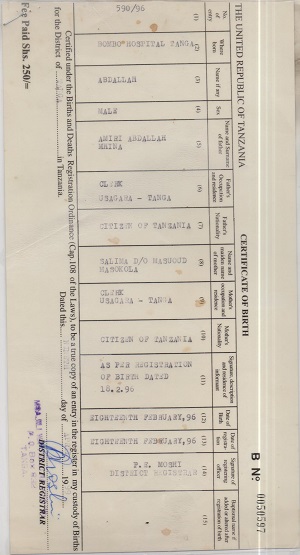 THE UNITED REPUBLIC OF TANZANIA
CERTIFICATE OF BIRTH
B No 0050597
No. of entry
Where born
Name if any
Sex
Name and Surname of father
Father's Occupation and residence
Father's Nationality
Name and maiden name of mother
Mother's occupation and residence
Mother's Nationality
Signature description and residence of informant
Date of Birth
Date of registration
Signature of registering officer
Baptismal name if added or altered after registration of birth
(1)
(2)
(3)
(4)
(5)
(6)
(7)
(8)
(9)
(10)
(11)
(12)
(13)
(14)
(15)
590/96
BOMBO HOSPITAL TANGA
ABDALLAH
MALE
AMIRI ABDALLAH
CLERK
USAGARA - TANGA
CITIZEN OF TANZANIA
SALIMA D/O MASOUD
CLERK
USAGARA - TANGA
CITIZEN OF TANZANIA
AS PER REGISTRATION
OF BIRTH DATED
18.2.96
EIGHTEENTH FEBRUARY,96
EIGHTEENTH FEBRUARY,96
MOSHI
DISTRICT REGISTRAR
Certified under the Births and Deaths Registration Ordinance (Cap.108 of the Laws), to be a true copy of an entry in the register in my custody of Births
for the District of
in Tanzania.
Dated this
day of
19
Fee Paid Shs. 250/=
DISTRICT REGISTRAR